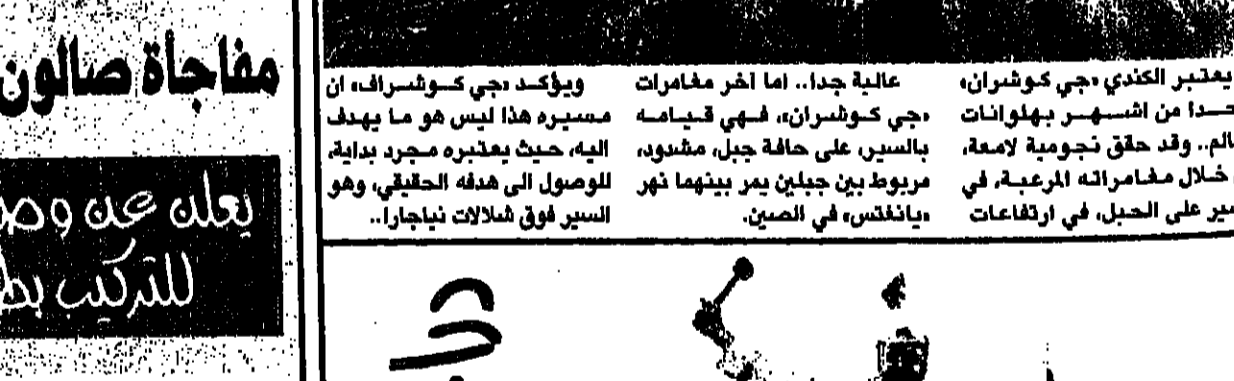 يعتبر الكندي «جي كوشران»
حدا من اشهر بهلوانات
الم.. وقد حقق نجومية لامعة،
خلال مغامراته المرعبة، في
ير على الحبل، في ارتفاعات
عالية جدا.. اما آخر مغامرات
«جي كوشران»، فهي قيامه
بالسير، على حافة جبل، مشدود،
مربوط بين جبلين يمر بينهما نهر
«يانغتس» في الصين.
ويؤكد «جي كوشراف» ان
مسيره هذا ليس هو ما يهدف
اليه، حيث يعتبره مجرد بداية،
للوصول الى هدفه الحقيقي، وهو
السير فوق شلالات نياجارا..
مفاجأة صالون
يعلن عن وص
للتركيب بط